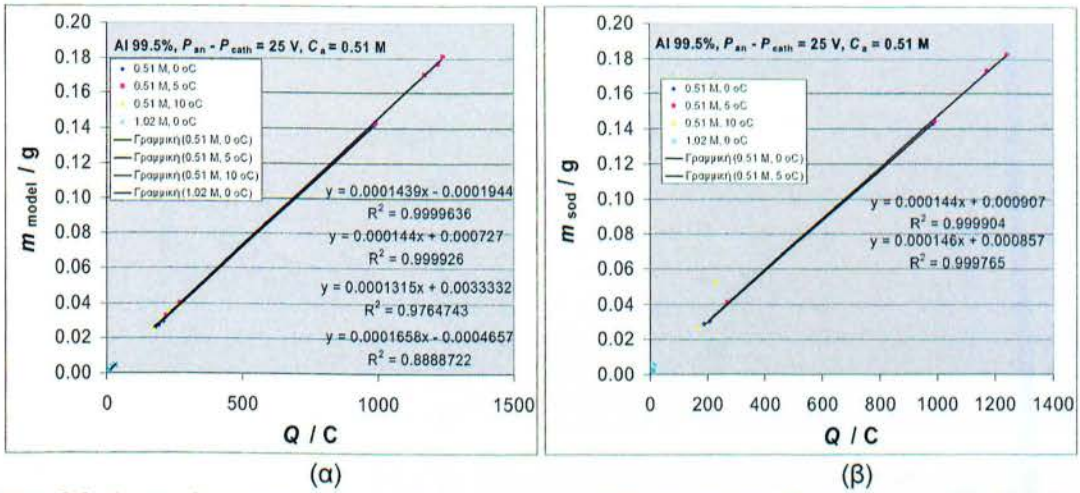 Al 99.5%, P an - P cath = 25 V, C a = 0.51 M
0.51 M, 0 oC
0.51 M, 5 oC
0.51 M, 10 oC
1.02 M, 0 oC
Γραμμική (0.51 M, 0 oC)
Γραμμική (0.51 M, 5 oC)
Γραμμική (0.51 M, 10 oC)
Γραμμική (1.02 M, 0 oC)
y = 0.0001439x - 0.0001944
R² = 0.9999636
y = 0.000144x + 0.000727
R² = 0.999926
y = 0.0001315x + 0.0033332
R² = 0.9764743
y = 0.0001658x - 0.0004657
R² = 0.8888722
m model / g
0.20
0.18
0.16
0.14
0.12
0.10
0.08
0.06
0.04
0.02
0.00
0 500 1000 1500
Q / C
(α)
Al 99.5%, P an - P cath = 25 V, C a = 0.51 M
0.51 M, 0 oC
0.51 M, 5 oC
0.51 M, 10 oC
1.02 M, 0 oC
Γραμμική (0.51 M, 0 oC)
Γραμμική (0.51 M, 5 oC)
y = 0.000144x + 0.000907
R² = 0.999904
y = 0.000146x + 0.000857
R² = 0.999765
m sod / g
0.20
0.18
0.16
0.14
0.12
0.10
0.08
0.06
0.04
0.02
0.00
0 200 400 600 800 1000 1200 1400
Q / C
(β)